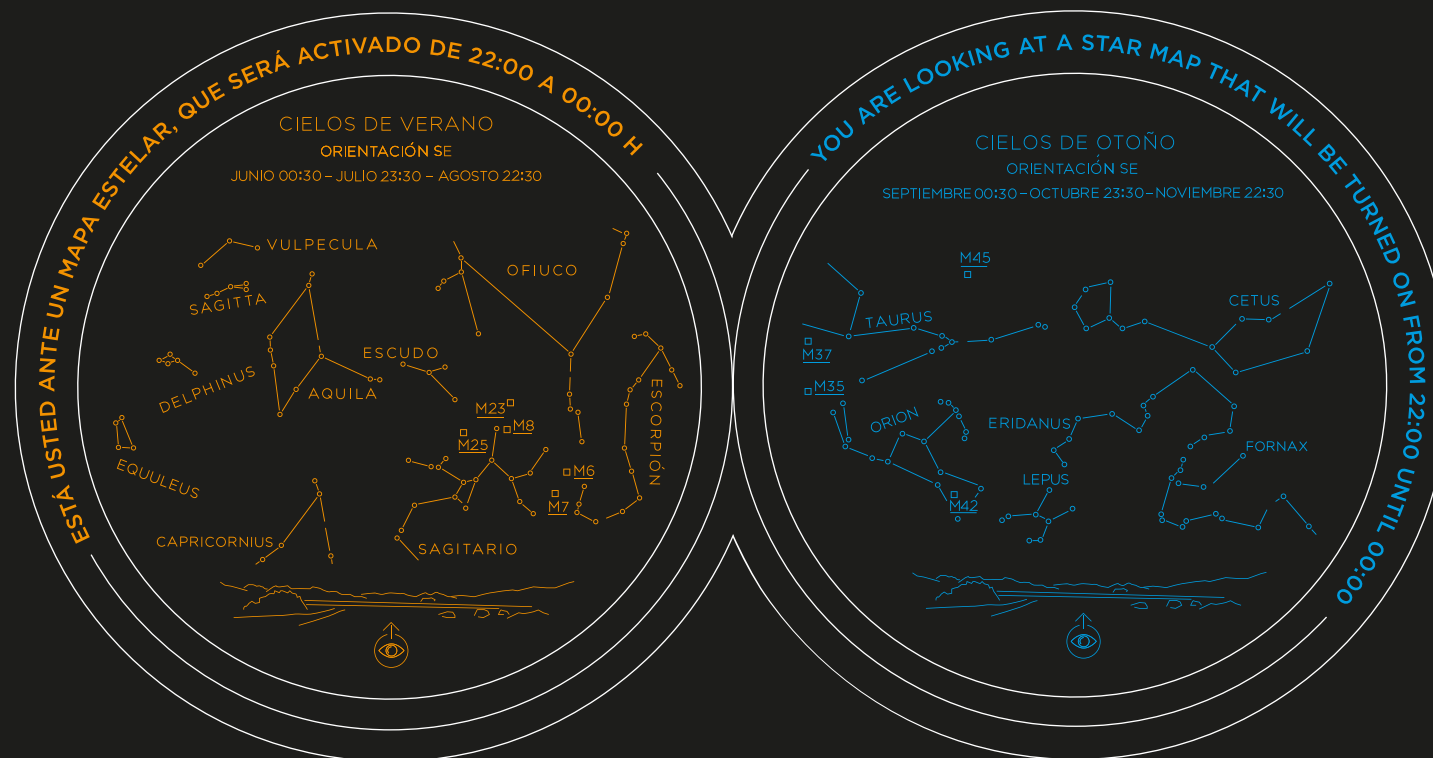 ESTÁ USTED ANTE UN MAPA ESTELAR, QUE SERÁ ACTIVADO DE 22:00 A 00:00 H
CIELOS DE VERANO
ORIENTACIÓN SE
JUNIO 00:30 – JULIO 23:30 – AGOSTO 22:30
VULPECULA
OFIUCO
SAGITTA
ESCUDO
DELPHINUS
AQUILA
ESCORPIÓN
M23
M8
M25
EQUULEUS
M6
M7
CAPRICORNIUS
SAGITARIO
YOU ARE LOOKING AT A STAR MAP THAT WILL BE TURNED ON FROM 22:00 UNTIL 00:00
CIELOS DE OTOÑO
ORIENTACIÓN SE
SEPTIEMBRE 00:30 – OCTUBRE 23:30 – NOVIEMBRE 22:30
M45
CETUS
TAURUS
M37
M35
ORION
ERIDANUS
FORNAX
LEPUS
M42